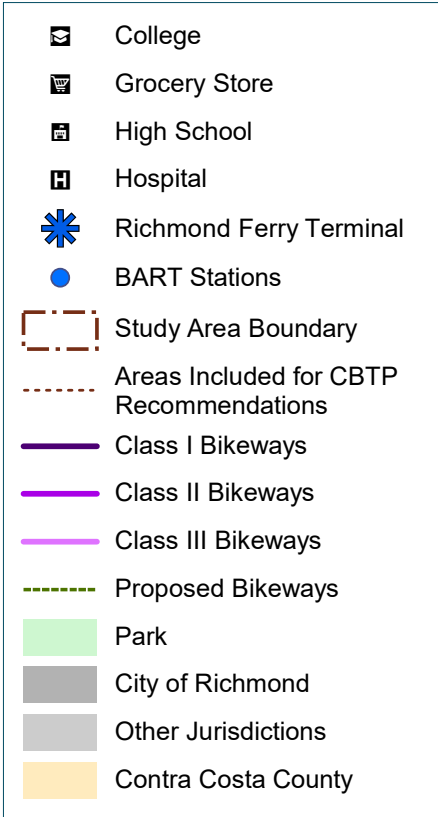 College
Grocery Store
High School
H Hospital
Richmond Ferry Terminal
BART Stations
Study Area Boundary
Areas Included for CBTP
Recommendations
Class I Bikeways
Class II Bikeways
Class III Bikeways
Proposed Bikeways
Park
City of Richmond
Other Jurisdictions
Contra Costa County